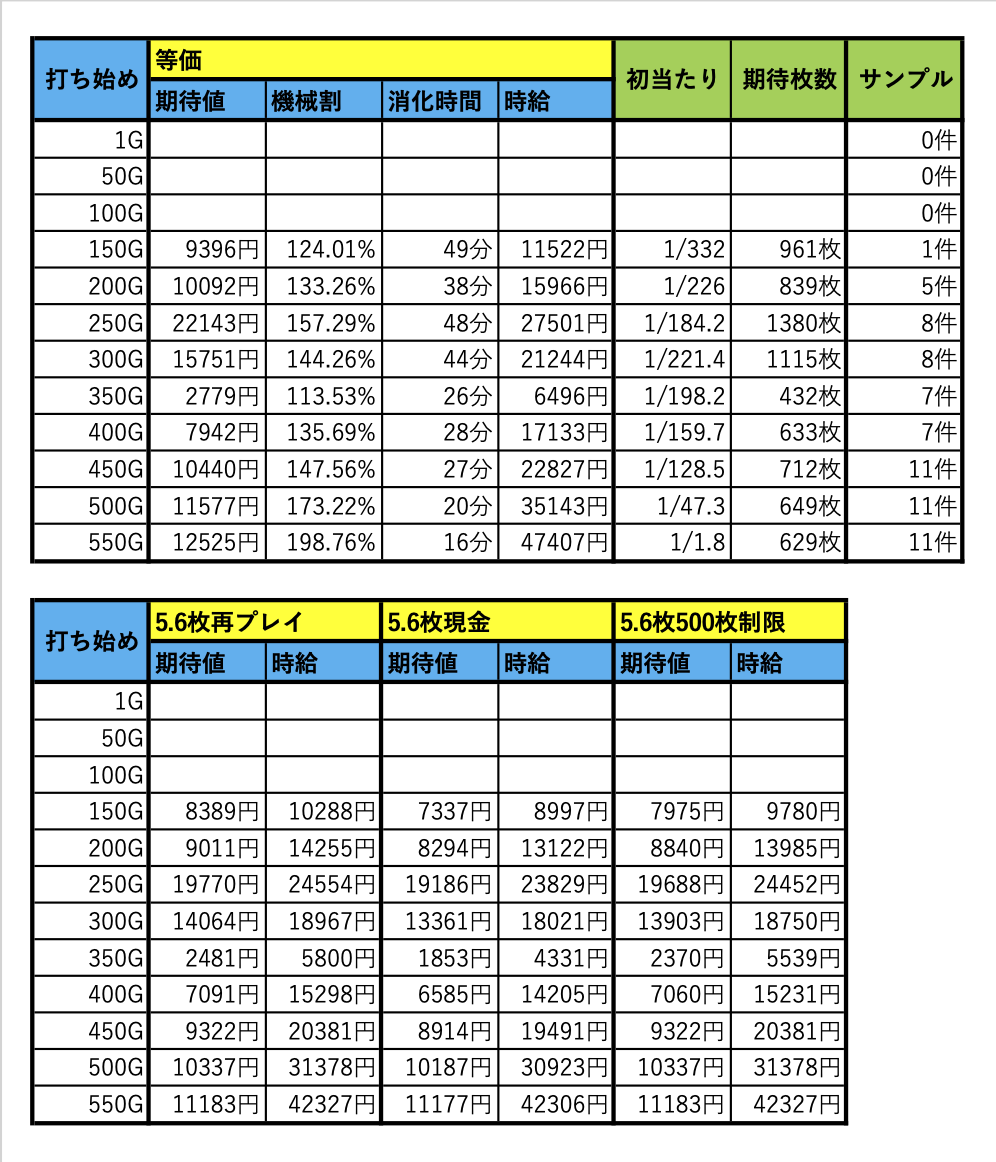 打ち始め 等価 初当たり 期待枚数 サンプル
期待値 機械割 消化時間 時給
1G 0件
50G 0件
100G 0件
150G 9396円 124.01% 49分 11522円 1/332 961枚 1件
200G 10092円 133.26% 38分 15966円 1/226 839枚 5件
250G 22143円 157.29% 48分 27501円 1/184.2 1380枚 8件
300G 15751円 144.26% 44分 21244円 1/221.4 1115枚 8件
350G 2779円 113.53% 26分 6496円 1/198.2 432枚 7件
400G 7942円 135.69% 28分 17133円 1/159.7 633枚 7件
450G 10440円 147.56% 27分 22827円 1/128.5 712枚 11件
500G 11577円 173.22% 20分 35143円 1/47.3 649枚 11件
550G 12525円 198.76% 16分 47407円 1/1.8 629枚 11件
打ち始め 5.6枚再プレイ 5.6枚現金 5.6枚500枚制限
期待値 時給 期待値 時給 期待値 時給
1G
50G
100G
150G 8389円 10288円 7337円 8997円 7975円 9780円
200G 9011円 14255円 8294円 13122円 8840円 13985円
250G 19770円 24554円 19186円 23829円 19688円 24452円
300G 14064円 18967円 13361円 18021円 13903円 18750円
350G 2481円 5800円 1853円 4331円 2370円 5539円
400G 7091円 15298円 6585円 14205円 7060円 15231円
450G 9322円 20381円 8914円 19491円 9322円 20381円
500G 10337円 31378円 10187円 30923円 10337円 31378円
550G 11183円 42327円 11177円 42306円 11183円 42327円